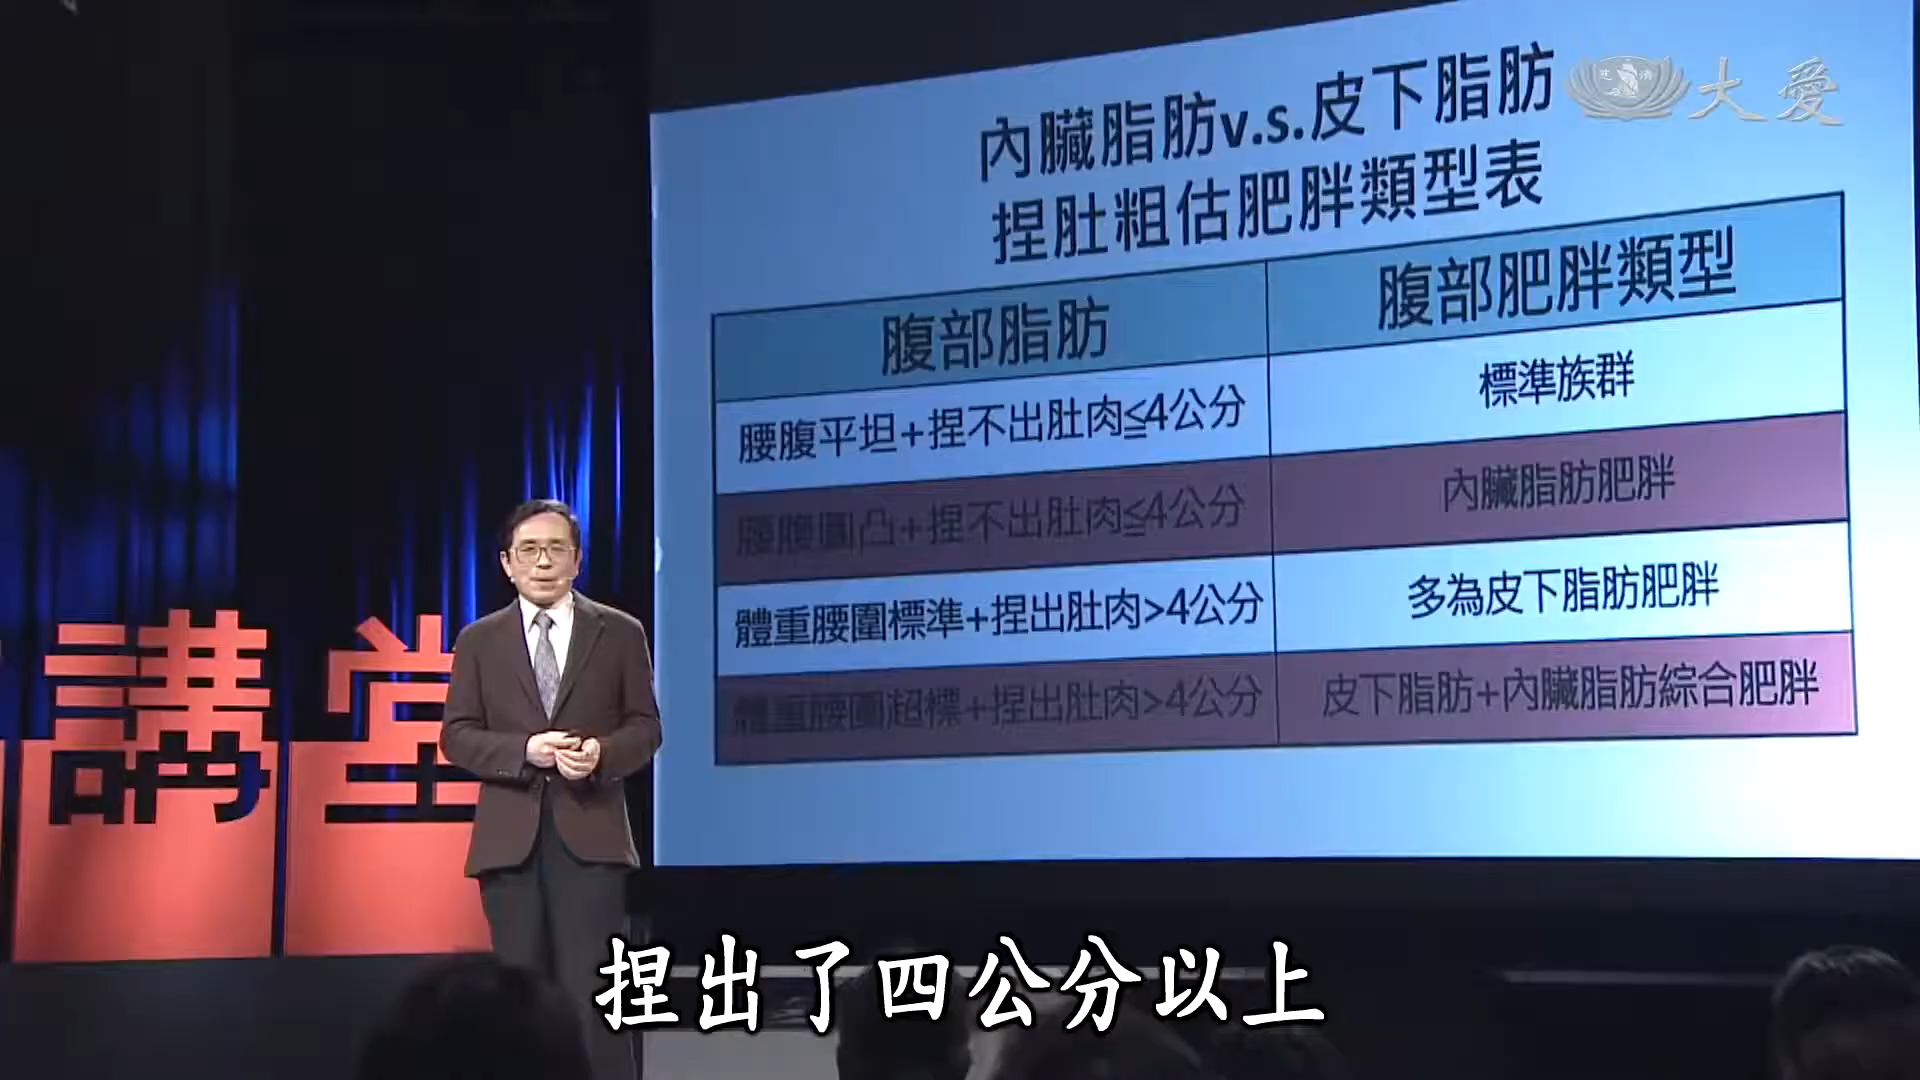 大愛
內臟脂肪v.s.皮下脂肪
捏肚粗估肥胖類型表
腹部脂肪 腹部肥胖類型
腰腹平坦+捏不出肚肉≦4公分 標準族群
腰腹圓凸+捏不出肚肉≦4公分 內臟脂肪肥胖
體重腰圍標準+捏出肚肉>4公分 多為皮下脂肪肥胖
體重腰圍超標+捏出肚肉>4公分 皮下脂肪+內臟脂肪綜合肥胖
講堂
捏出了四公分以上